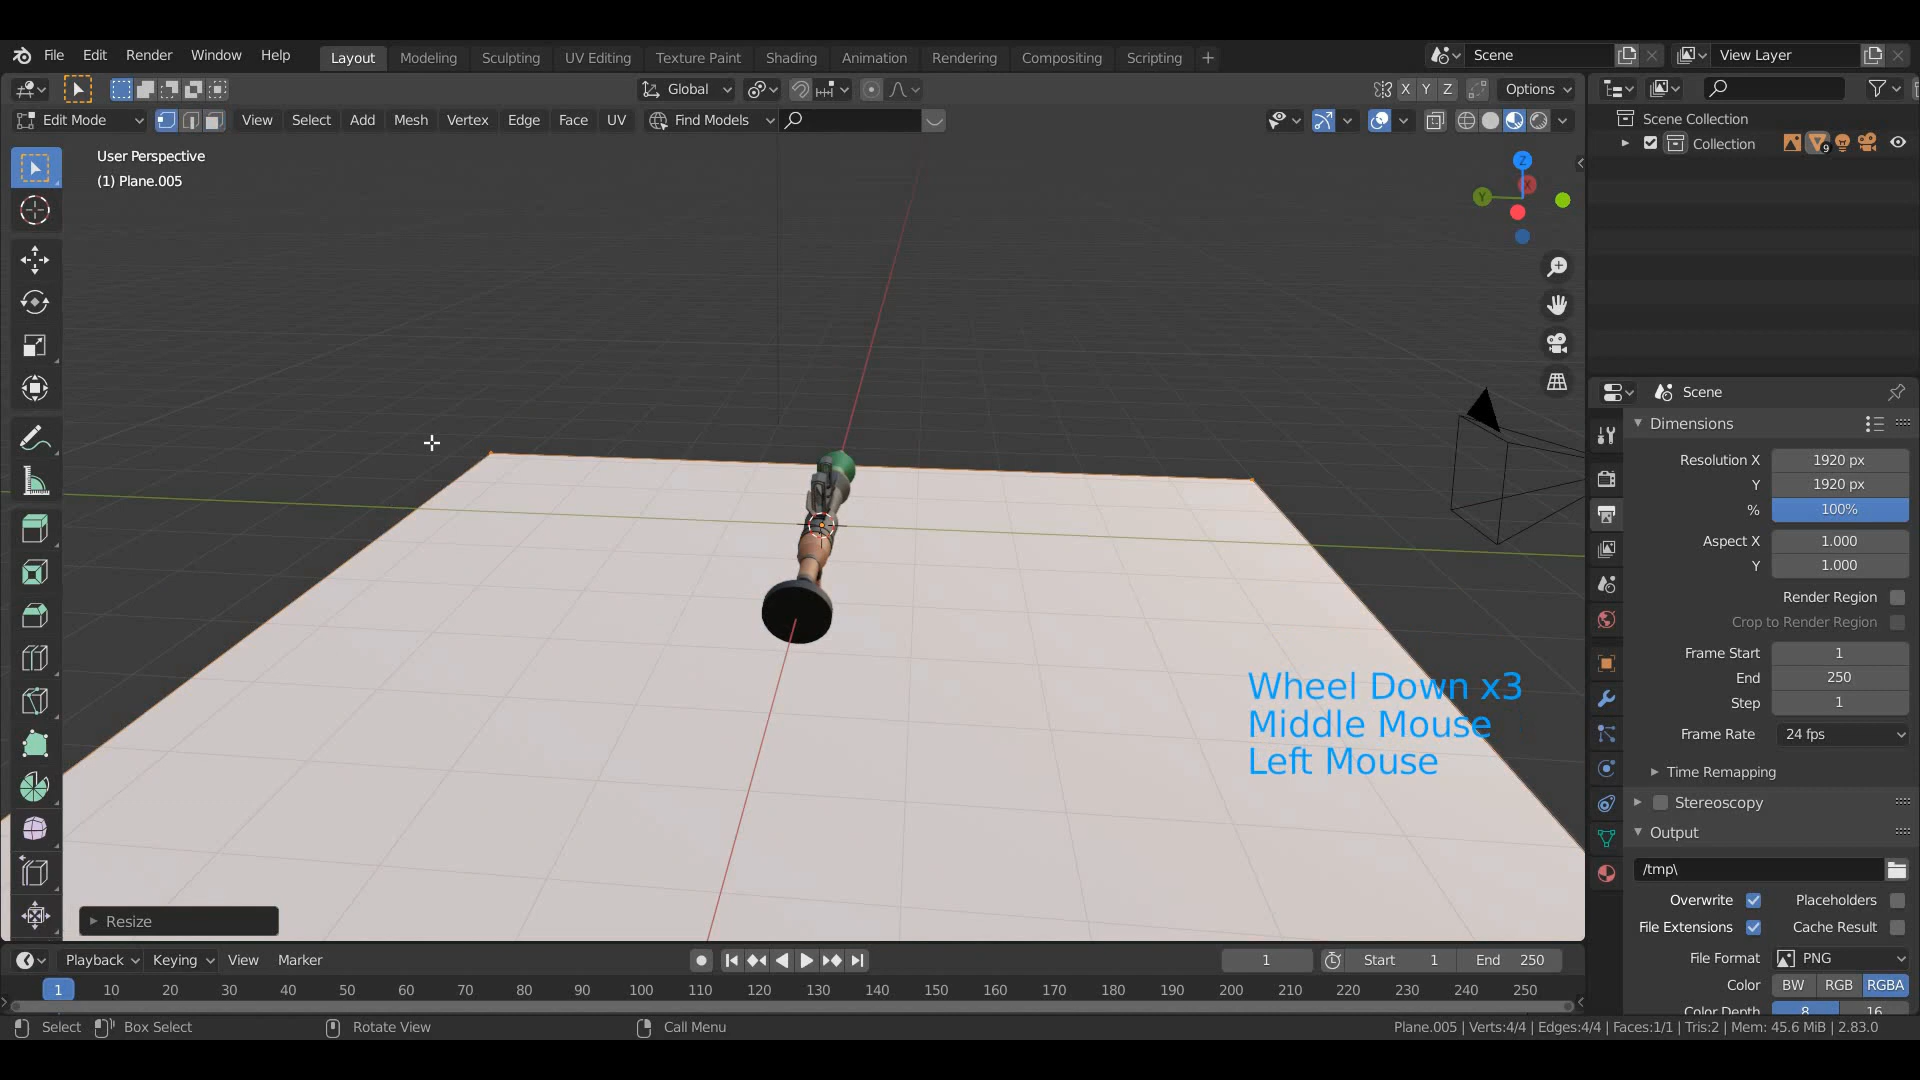 File Edit Render Window Help Layout Modeling Sculpting UV Editing Texture Paint Shading Animation Rendering Compositing Scripting + Scene View Layer
Global X Y Z Options
Edit Mode View Select Add Mesh Vertex Edge Face UV Find Models
User Perspective
(1) Plane.005
Z
X
Y
Scene Collection
Collection 9
Scene
Dimensions
Resolution X 1920 px
Y 1920 px
% 100%
Aspect X 1.000
Y 1.000
Render Region
Crop to Render Region
Frame Start 1
End 250
Step 1
Frame Rate 24 fps
Time Remapping
Stereoscopy
Output
/tmp\
Overwrite Placeholders
File Extensions Cache Result
File Format PNG
Color BW RGB RGBA
Color Depth 8 16
Wheel Down x3
Middle Mouse
Left Mouse
Resize
Playback Keying View Marker 1 Start 1 End 250
1 10 20 30 40 50 60 70 80 90 100 110 120 130 140 150 160 170 180 190 200 210 220 230 240 250
Select Box Select Rotate View Call Menu Plane.005 | Verts:4/4 | Edges:4/4 | Faces:1/1 | Tris:2 | Mem: 45.6 MiB | 2.83.0